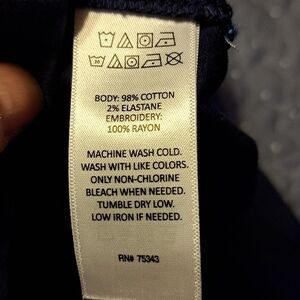 BODY: 98% COTTON
2% ELASTANE
EMBROIDERY:
100% RAYON
MACHINE WASH COLD.
WASH WITH LIKE COLORS.
ONLY NON-CHLORINE
BLEACH WHEN NEEDED.
TUMBLE DRY LOW.
LOW IRON IF NEEDED.
RN# 75343